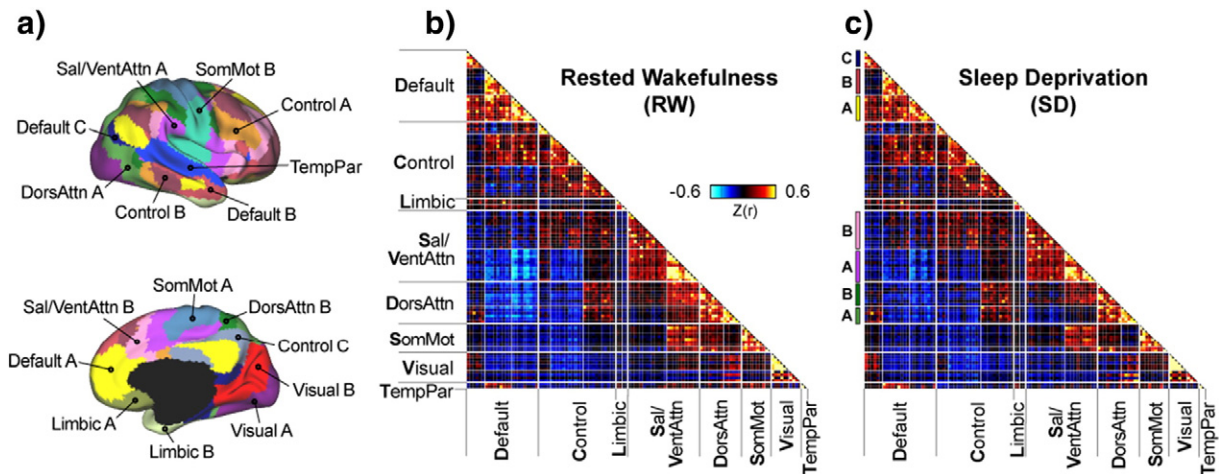 a)
Sal/VentAttn A
SomMot B
Control A
Default C
TempPar
DorsAttn A
Control B
Default B
SomMot A
Sal/VentAttn B
DorsAttn B
Control C
Default A
Visual B
Limbic A
Visual A
Limbic B
b)
Rested Wakefulness
(RW)
Default
Control
Limbic
Sal/
VentAttn
DorsAttn
SomMot
Visual
TempPar
-0.6
0.6
Z(r)
Default
Control
Limbic
Sal/
VentAttn
DorsAttn
SomMot
Visual
TempPar
c)
Sleep Deprivation
(SD)
C
B
A
B
A
B
A
Default
Control
Limbic
Sal/
VentAttn
DorsAttn
SomMot
Visual
TempPar